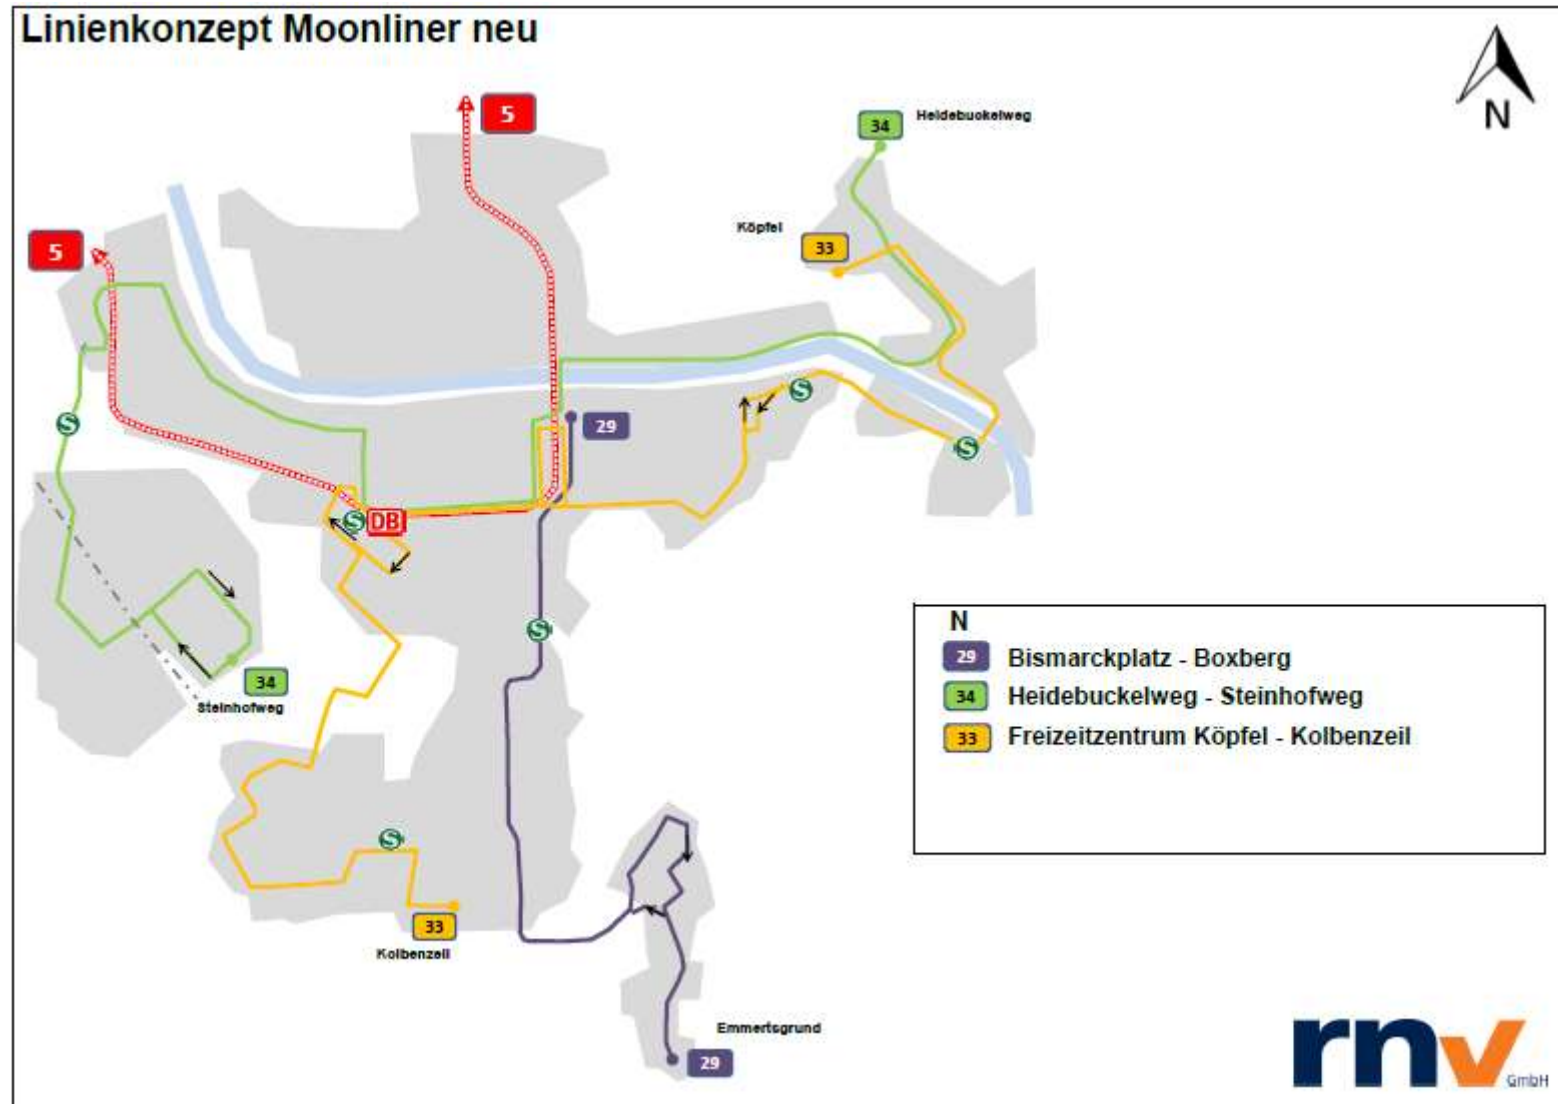 Linienkonzept Moonliner neu
N
5
34
Heidebuckelweg
Köpfel
33
5
29
S
S
S
S
DB
S
34
Steinhofweg
S
33
Kolbenzeil
Emmertsgrund
29
N
29 Bismarckplatz - Boxberg
34 Heidebuckelweg - Steinhofweg
33 Freizeitzentrum Köpfel - Kolbenzeil
rnv
GmbH